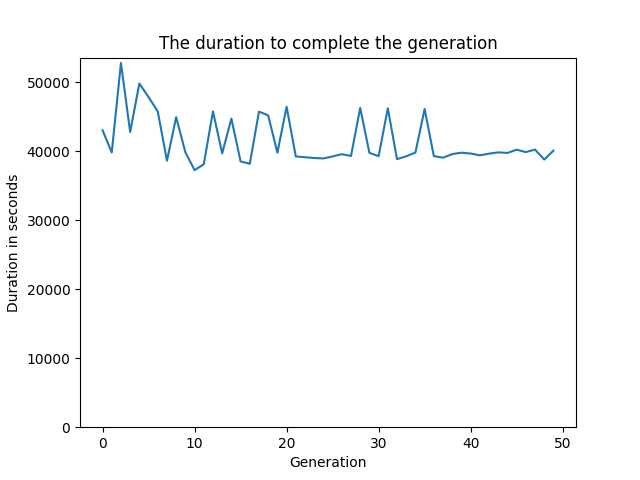 The duration to complete the generation
50000
40000
30000
20000
10000
0
Duration in seconds
0 10 20 30 40 50
Generation